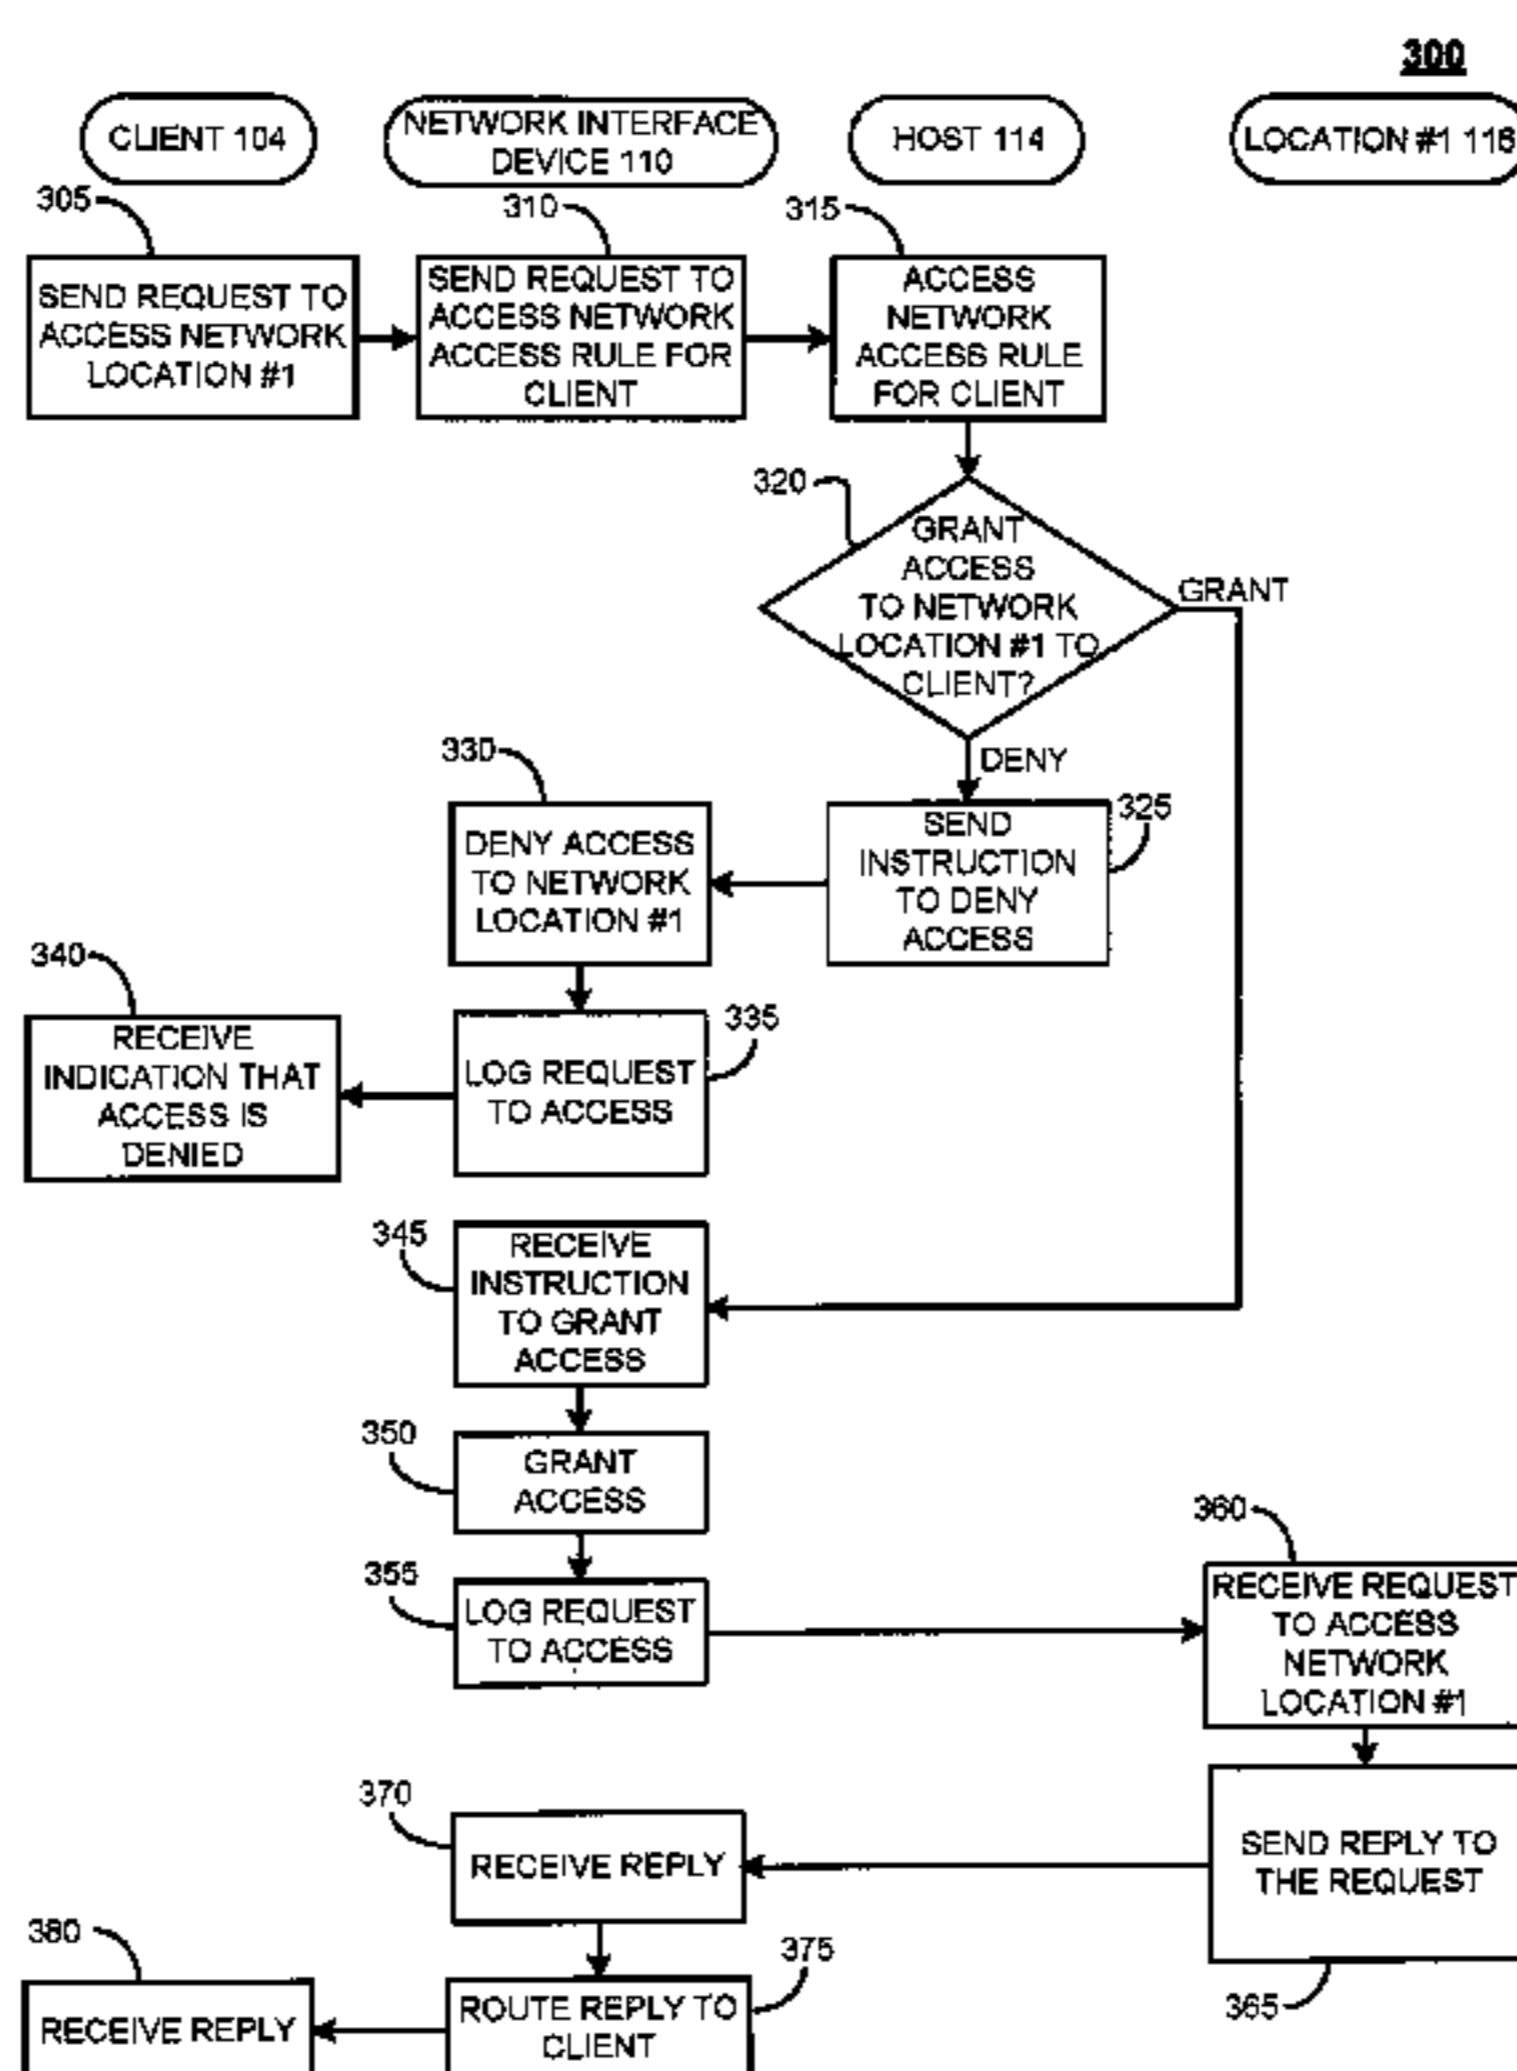 300
CLIENT 104
NETWORK INTERFACE
DEVICE 110
HOST 114
LOCATION #1 116
305
310
315
SEND REQUEST TO
ACCESS NETWORK
LOCATION #1
SEND REQUEST TO
ACCESS NETWORK
ACCESS RULE FOR
CLIENT
ACCESS
NETWORK
ACCESS RULE
FOR CLIENT
320
GRANT
ACCESS
TO NETWORK
LOCATION #1 TO
CLIENT?
GRANT
DENY
330
DENY ACCESS
TO NETWORK
LOCATION #1
325
SEND
INSTRUCTION
TO DENY
ACCESS
340
RECEIVE
INDICATION THAT
ACCESS IS
DENIED
335
LOG REQUEST
TO ACCESS
345
RECEIVE
INSTRUCTION
TO GRANT
ACCESS
350
GRANT
ACCESS
355
LOG REQUEST
TO ACCESS
360
RECEIVE REQUEST
TO ACCESS
NETWORK
LOCATION #1
370
RECEIVE REPLY
SEND REPLY TO
THE REQUEST
365
380
RECEIVE REPLY
375
ROUTE REPLY TO
CLIENT